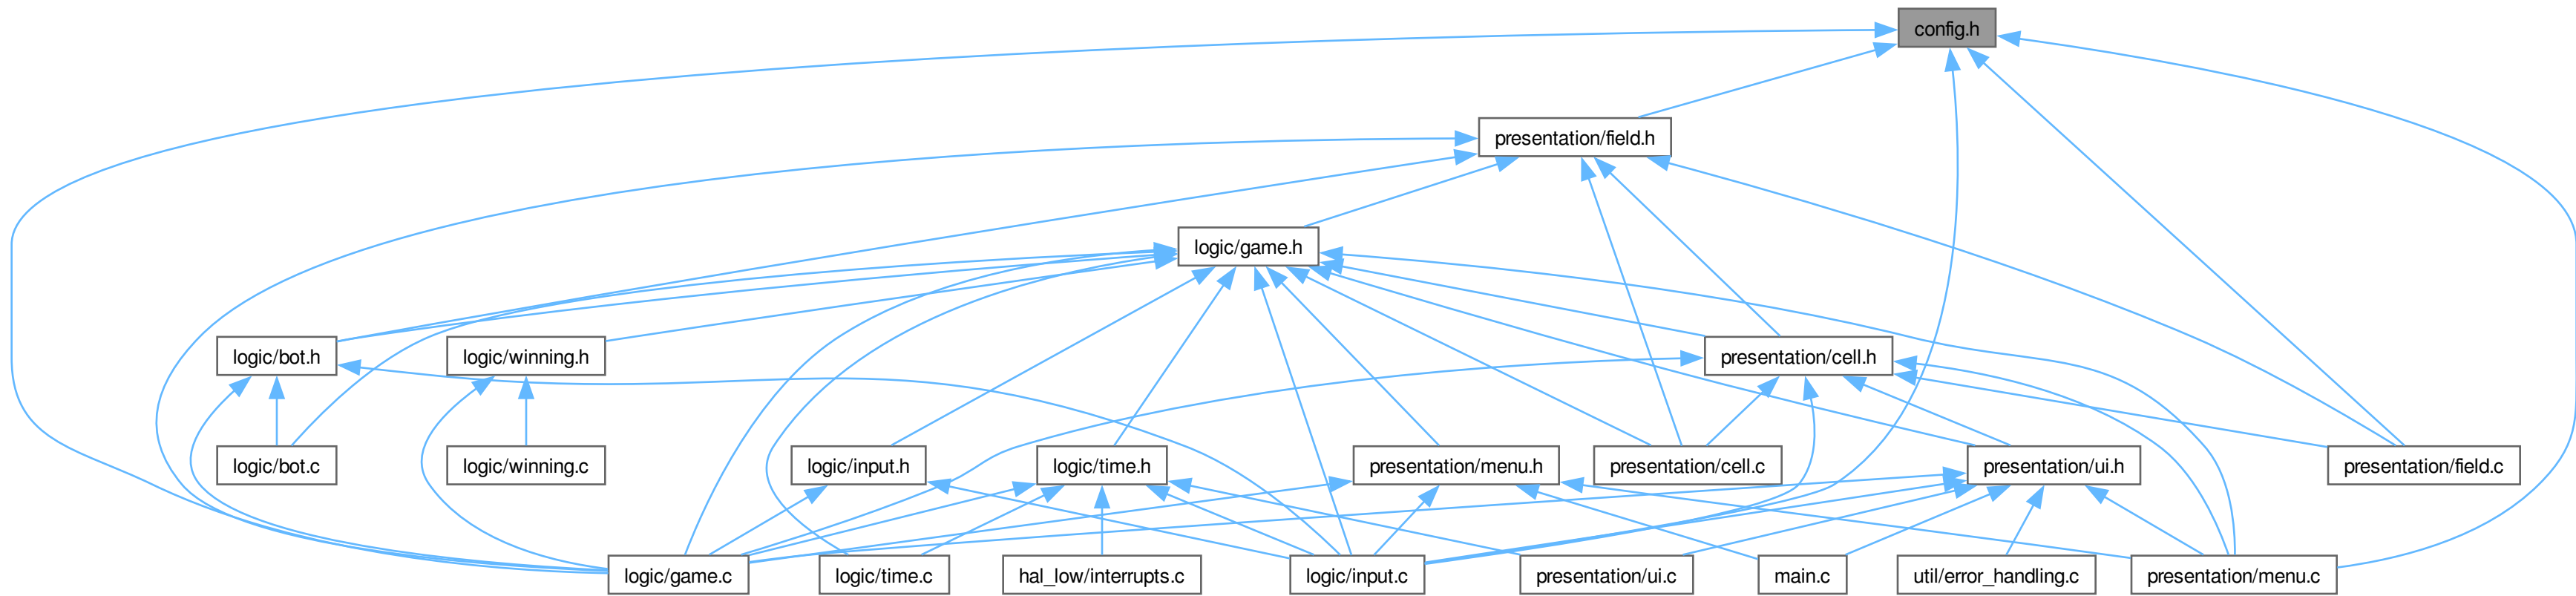 config.h
presentation/field.h
logic/game.h
logic/bot.h
logic/winning.h
presentation/cell.h
logic/bot.c
logic/winning.c
logic/input.h
logic/time.h
presentation/menu.h
presentation/cell.c
presentation/ui.h
presentation/field.c
logic/game.c
logic/time.c
hal_low/interrupts.c
logic/input.c
presentation/ui.c
main.c
util/error_handling.c
presentation/menu.c